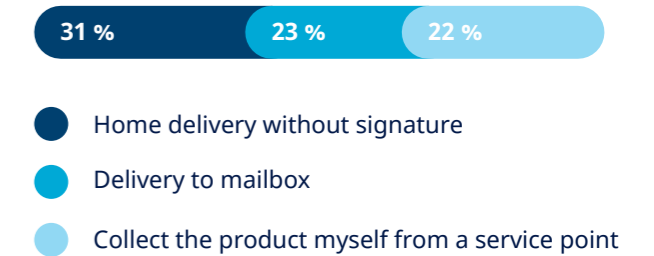 31 % 23 % 22 %
Home delivery without signature
Delivery to mailbox
Collect the product myself from a service point